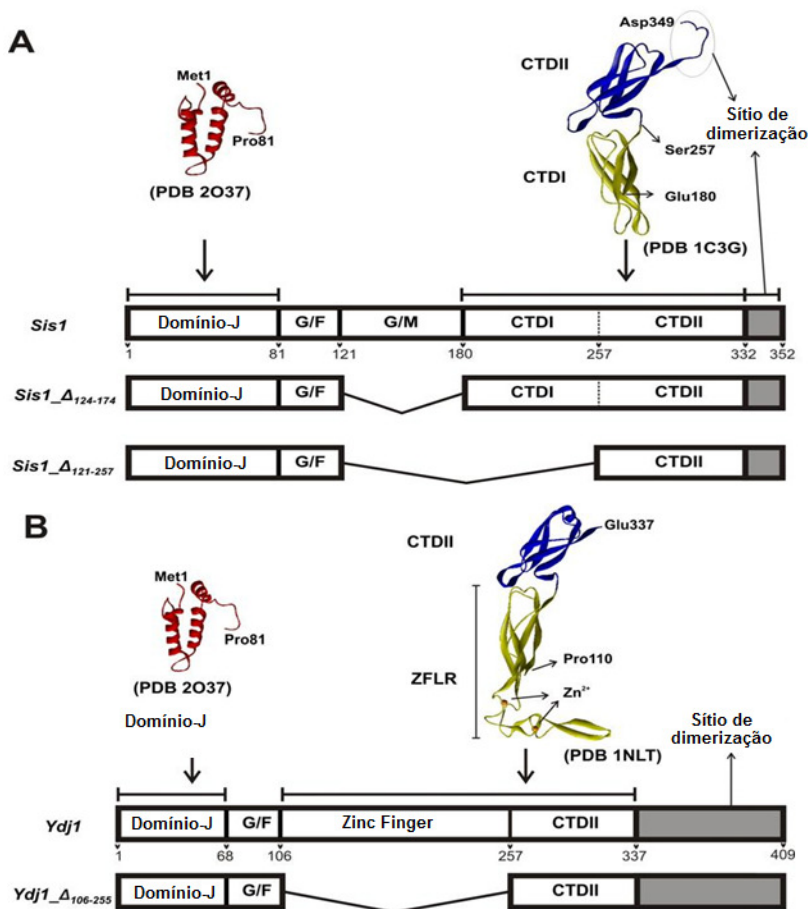 A
Met1
Pro81
(PDB 2O37)
Asp349
CTDII
Sítio de
dimerização
Ser257
CTDI
Glu180
(PDB 1C3G)
Sis1
Domínio-J G/F G/M CTDI CTDII
1 81 121 180 257 332 352
Sis1_Δ124-174
Domínio-J G/F CTDI CTDII
Sis1_Δ121-257
Domínio-J G/F CTDII
B
Met1
Pro81
(PDB 2O37)
Domínio-J
CTDII
Glu337
ZFLR
Pro110
Zn2+
(PDB 1NLT)
Sítio de
dimerização
Ydj1
Domínio-J G/F Zinc Finger CTDII
1 68 106 257 337 409
Ydj1_Δ106-255
Domínio-J G/F CTDII